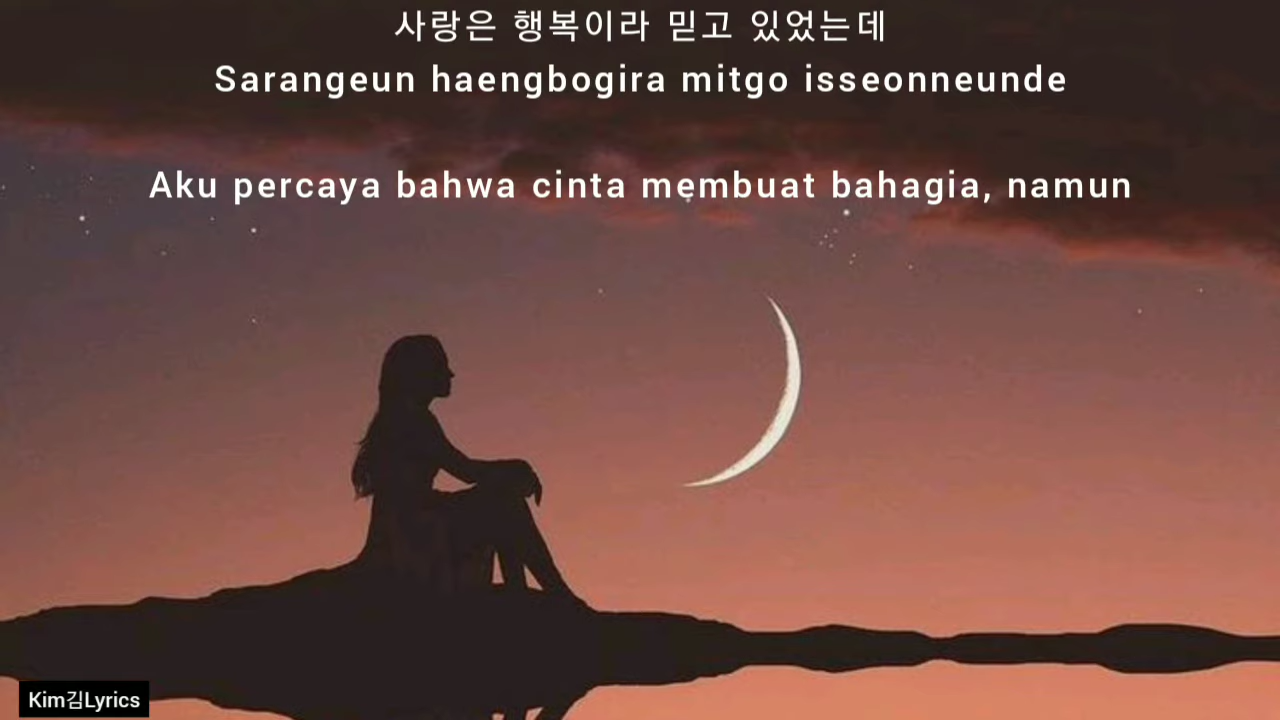 사랑은 행복이라 믿고 있었는데
Sarangeun haengbogira mitgo isseonneunde
Aku percaya bahwa cinta membuat bahagia, namun
Kim김Lyrics